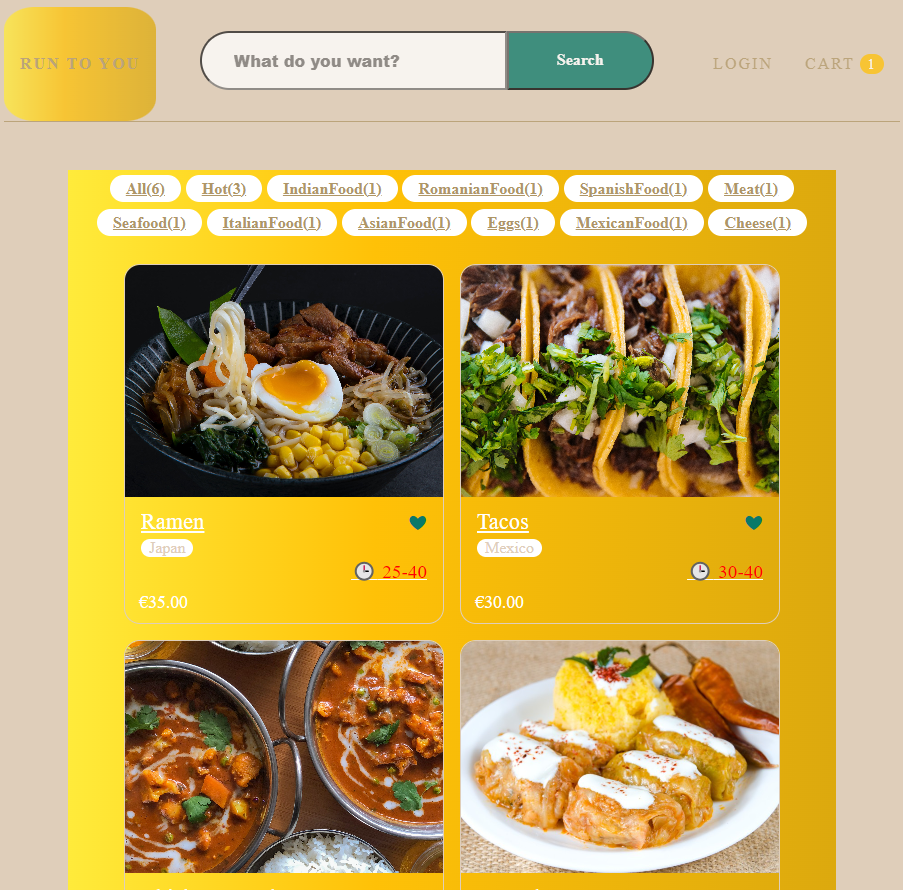 RUN TO YOU
What do you want?
Search
LOGIN
CART 1
All(6) Hot(3) IndianFood(1) RomanianFood(1) SpanishFood(1) Meat(1)
Seafood(1) ItalianFood(1) AsianFood(1) Eggs(1) MexicanFood(1) Cheese(1)
Ramen
Japan
25-40
€35.00
Tacos
Mexico
30-40
€30.00